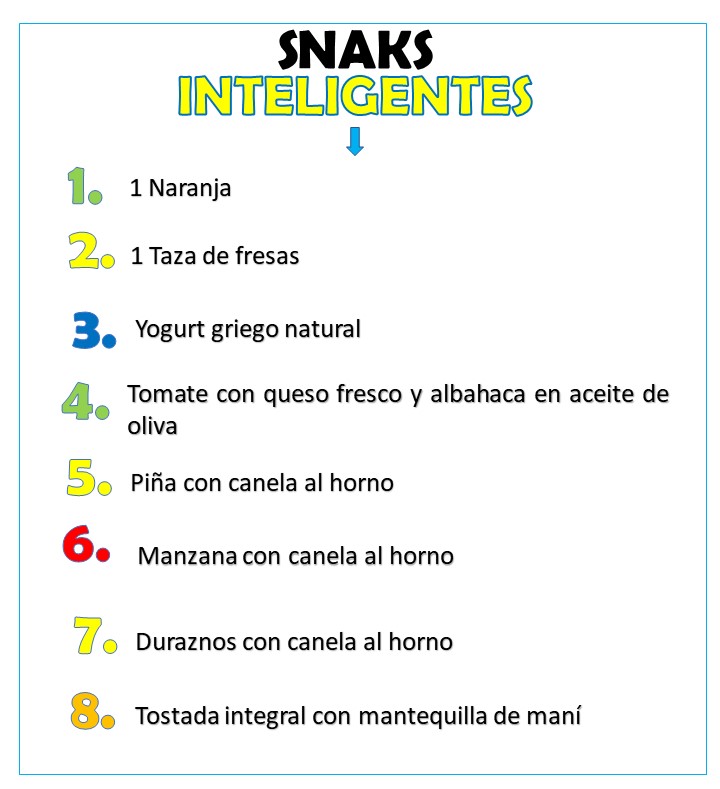 SNAKS
INTELIGENTES
1. 1 Naranja
2. 1 Taza de fresas
3. Yogurt griego natural
4. Tomate con queso fresco y albahaca en aceite de
oliva
5. Piña con canela al horno
6. Manzana con canela al horno
7. Duraznos con canela al horno
8. Tostada integral con mantequilla de maní